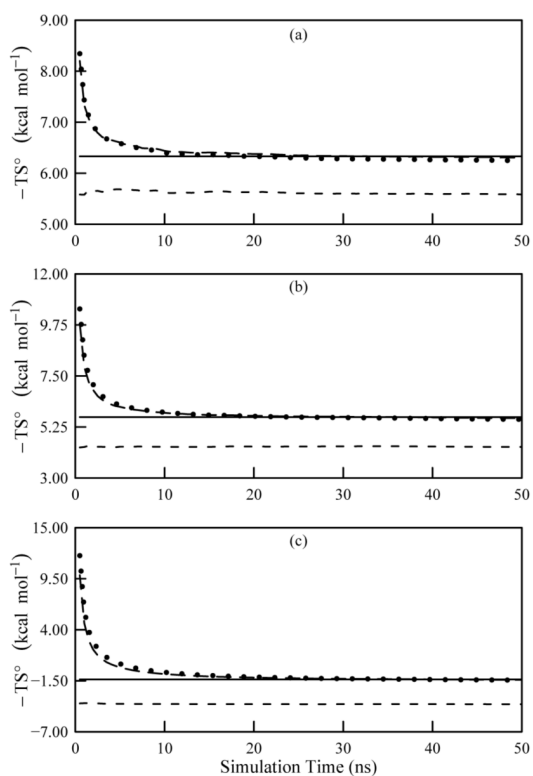 (a)
−TS° (kcal mol⁻¹)
9.00
8.00
7.00
6.00
5.00
0 10 20 30 40 50
(b)
−TS° (kcal mol⁻¹)
12.00
9.75
7.50
5.25
3.00
0 10 20 30 40 50
(c)
−TS° (kcal mol⁻¹)
15.00
9.50
4.00
−1.50
−7.00
0 10 20 30 40 50
Simulation Time (ns)